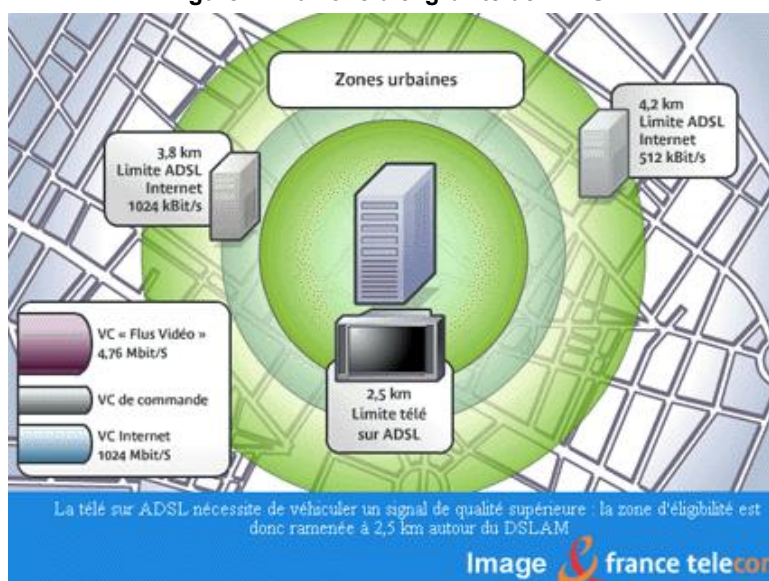 Zones urbaines
3,8 km
Limite ADSL
Internet
1024 kBit/s
4,2 km
Limite ADSL
Internet
512 kBit/s
VC « Flus Vidéo »
4,76 Mbit/S
VC de commande
VC Internet
1024 Mbit/S
2,5 km
Limite télé
sur ADSL
La télé sur ADSL nécessite de véhiculer un signal de qualité supérieure : la zone d'éligibilité est
donc ramenée à 2,5 km autour du DSLAM
Image & france telecom